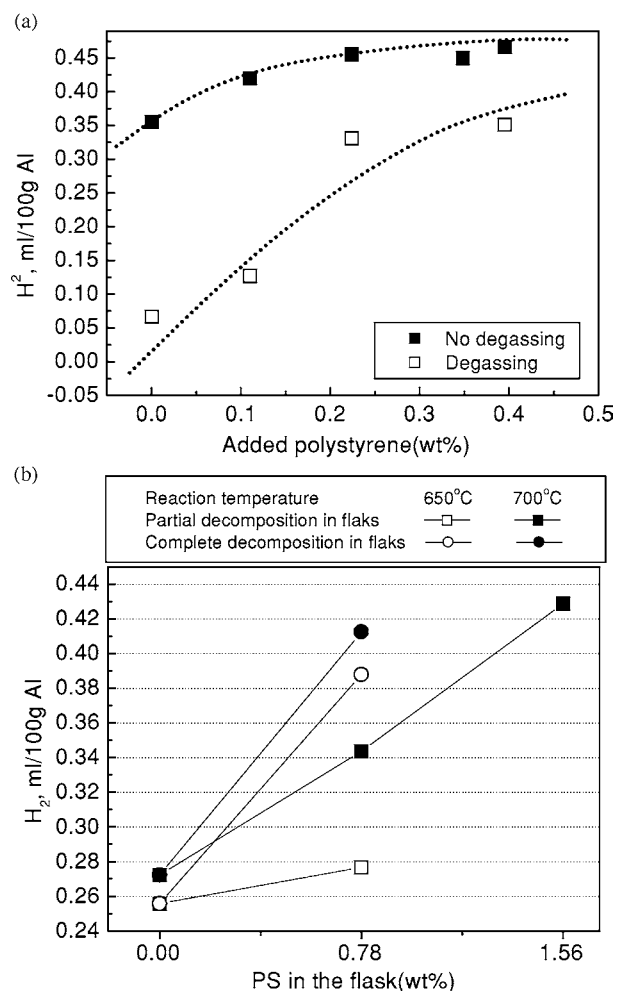 (a)
0.45
0.40
0.35
0.30
0.25
0.20
0.15
0.10
0.05
0.00
-0.05
H², ml/100g Al
No degassing
Degassing
0.0 0.1 0.2 0.3 0.4 0.5
Added polystyrene(wt%)
(b)
Reaction temperature 650°C 700°C
Partial decomposition in flaks
Complete decomposition in flaks
0.44
0.42
0.40
0.38
0.36
0.34
0.32
0.30
0.28
0.26
0.24
H₂, ml/100g Al
0.00 0.78 1.56
PS in the flask(wt%)